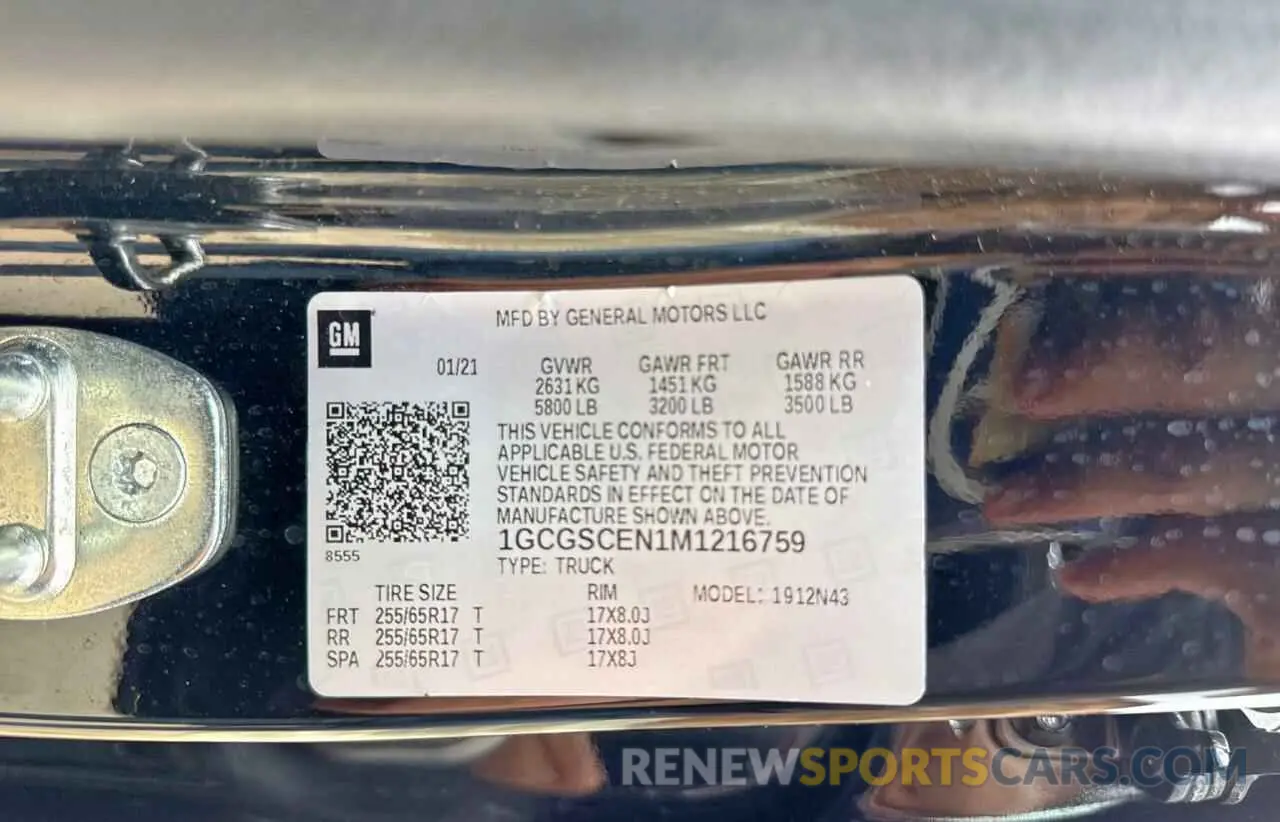 GM
MFD BY GENERAL MOTORS LLC
01/21 GVWR GAWR FRT GAWR RR
2631 KG 1451 KG 1588 KG
5800 LB 3200 LB 3500 LB
THIS VEHICLE CONFORMS TO ALL
APPLICABLE U.S. FEDERAL MOTOR
VEHICLE SAFETY AND THEFT PREVENTION
STANDARDS IN EFFECT ON THE DATE OF
MANUFACTURE SHOWN ABOVE.
1GCGSCEN1M1216759
8555
TYPE: TRUCK
TIRE SIZE RIM MODEL: 1912N43
FRT 255/65R17 T 17X8.0J
RR 255/65R17 T 17X8.0J
SPA 255/65R17 T 17X8J
RENEWSPORTSCARS.COM